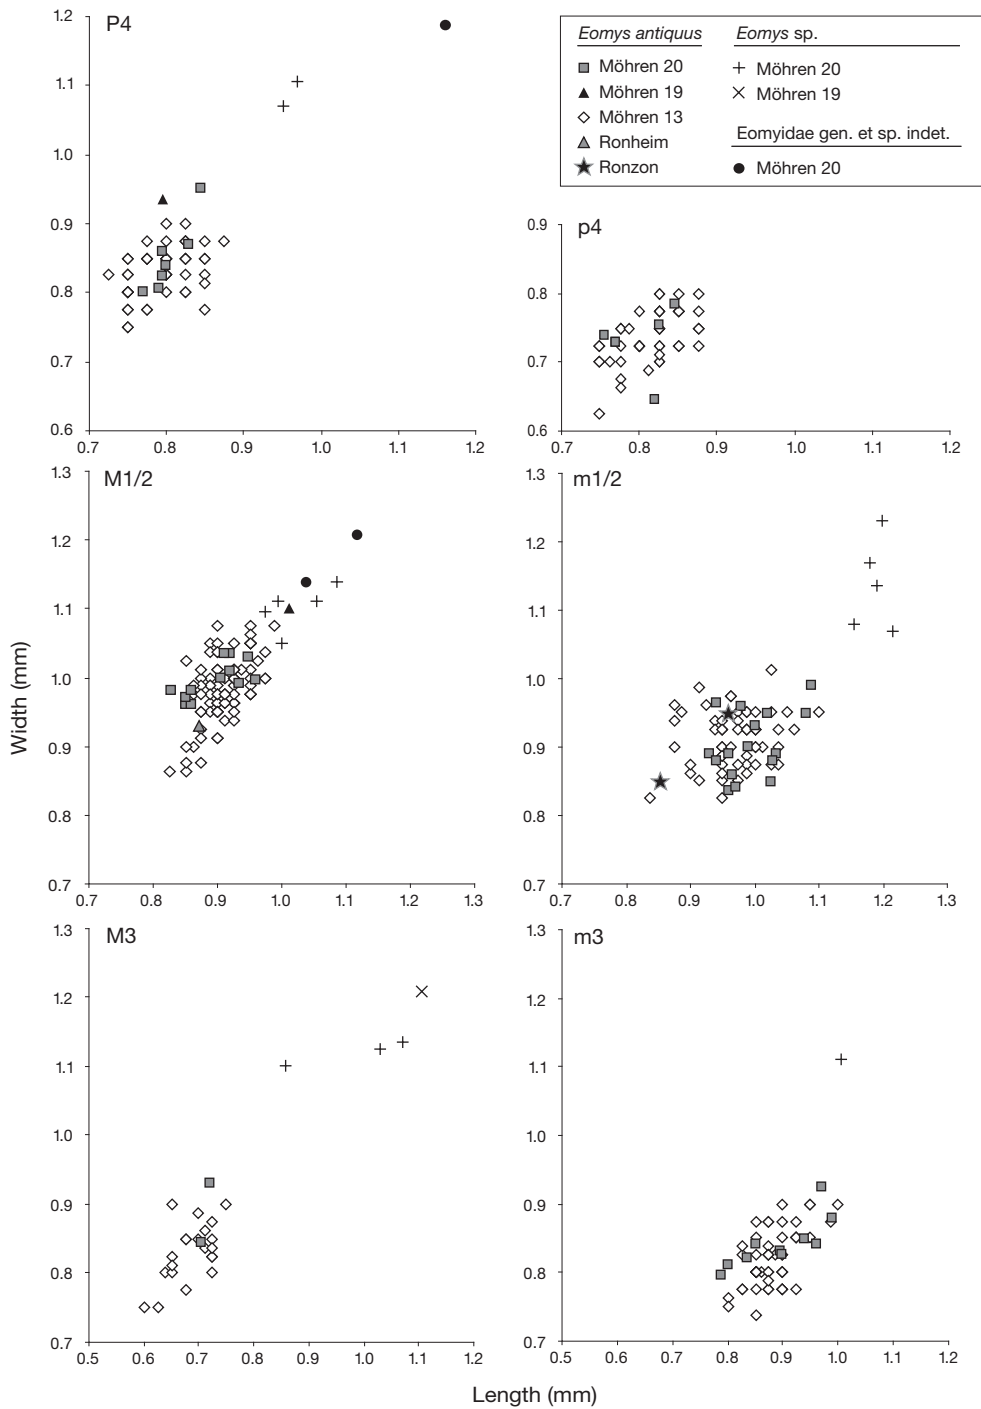 P4
1.2
1.1
1.0
0.9
0.8
0.7
0.6
0.7 0.8 0.9 1.0 1.1 1.2
Eomys antiquus
Möhren 20
Möhren 19
Möhren 13
Ronheim
Ronzon
Eomys sp.
Möhren 20
Möhren 19
Eomyidae gen. et sp. indet.
Möhren 20
p4
0.9
0.8
0.7
0.6
0.7 0.8 0.9 1.0 1.1 1.2
M1/2
1.3
1.2
1.1
1.0
0.9
0.8
0.7
0.7 0.8 0.9 1.0 1.1 1.2 1.3
m1/2
1.3
1.2
1.1
1.0
0.9
0.8
0.7
0.7 0.8 0.9 1.0 1.1 1.2 1.3
Width (mm)
M3
1.3
1.2
1.1
1.0
0.9
0.8
0.7
0.5 0.6 0.7 0.8 0.9 1.0 1.1 1.2
m3
1.3
1.2
1.1
1.0
0.9
0.8
0.7
0.5 0.6 0.7 0.8 0.9 1.0 1.1 1.2
Length (mm)